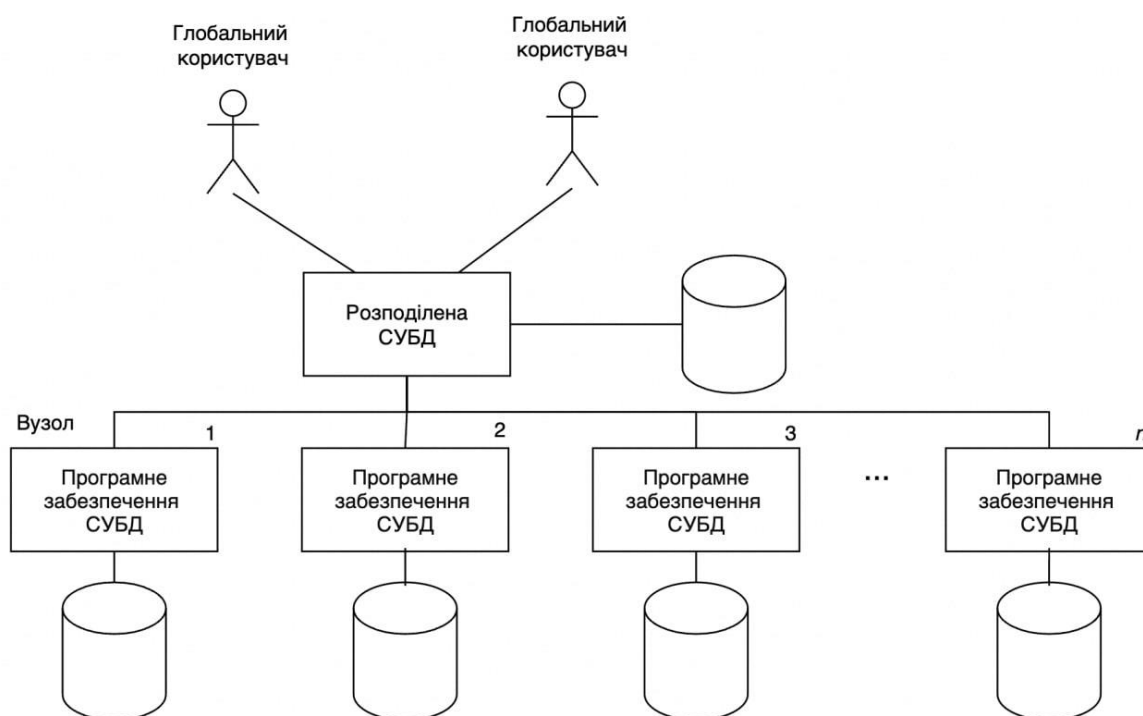 Глобальний
користувач
Глобальний
користувач
Розподілена
СУБД
Вузол
1
2
3
n
Програмне
забезпечення
СУБД
Програмне
забезпечення
СУБД
Програмне
забезпечення
СУБД
...
Програмне
забезпечення
СУБД